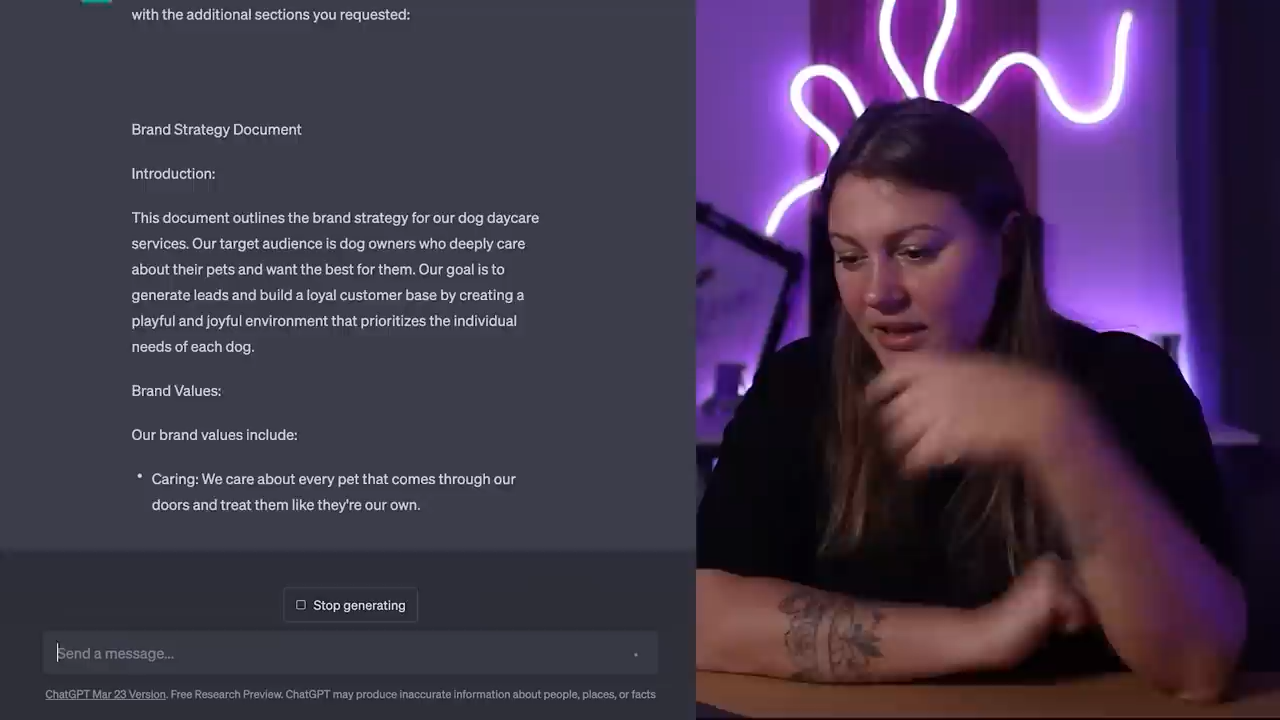 with the additional sections you requested:
Brand Strategy Document
Introduction:
This document outlines the brand strategy for our dog daycare
services. Our target audience is dog owners who deeply care
about their pets and want the best for them. Our goal is to
generate leads and build a loyal customer base by creating a
playful and joyful environment that prioritizes the individual
needs of each dog.
Brand Values:
Our brand values include:
• Caring: We care about every pet that comes through our
doors and treat them like they're our own.
Stop generating
Send a message...
ChatGPT Mar 23 Version. Free Research Preview. ChatGPT may produce inaccurate information about people, places, or facts